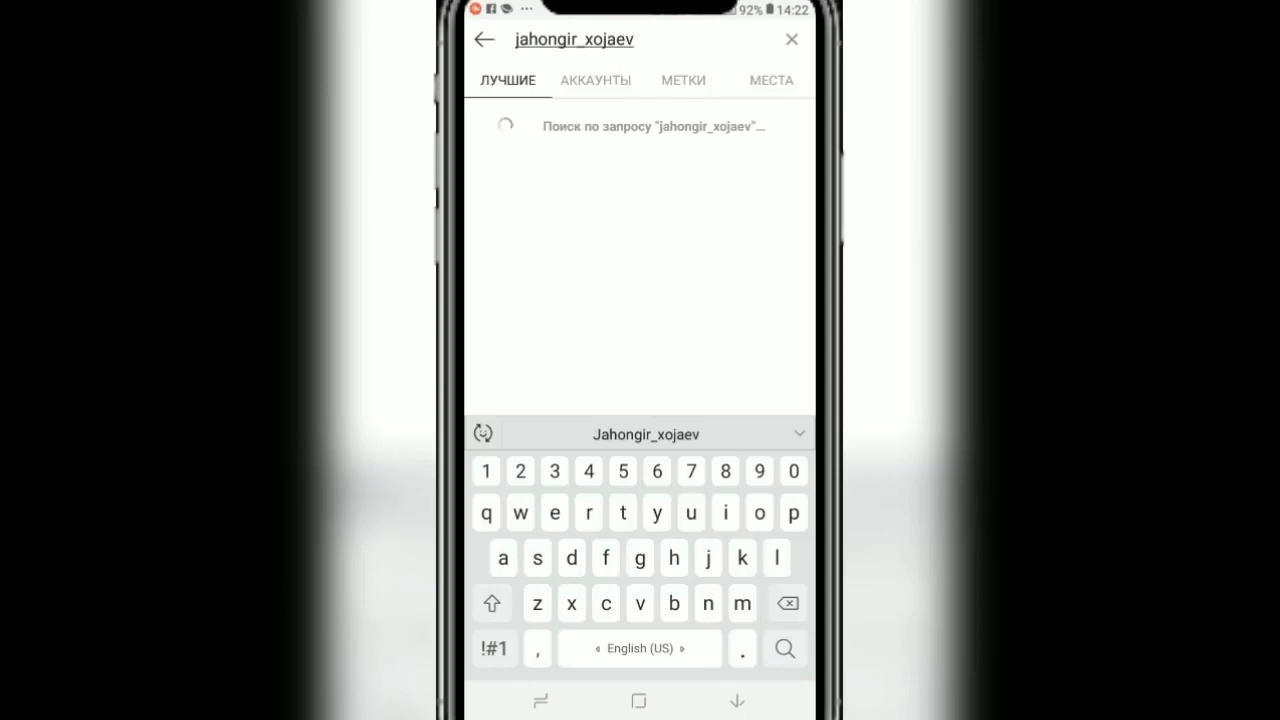 92% 14:22
jahongir_xojaev
ЛУЧШИЕ АККАУНТЫ МЕТКИ МЕСТА
Поиск по запросу "jahongir_xojaev"...
Jahongir_xojaev
1 2 3 4 5 6 7 8 9 0
q w e r t y u i o p
a s d f g h j k l
z x c v b n m
!#1 , English (US) .